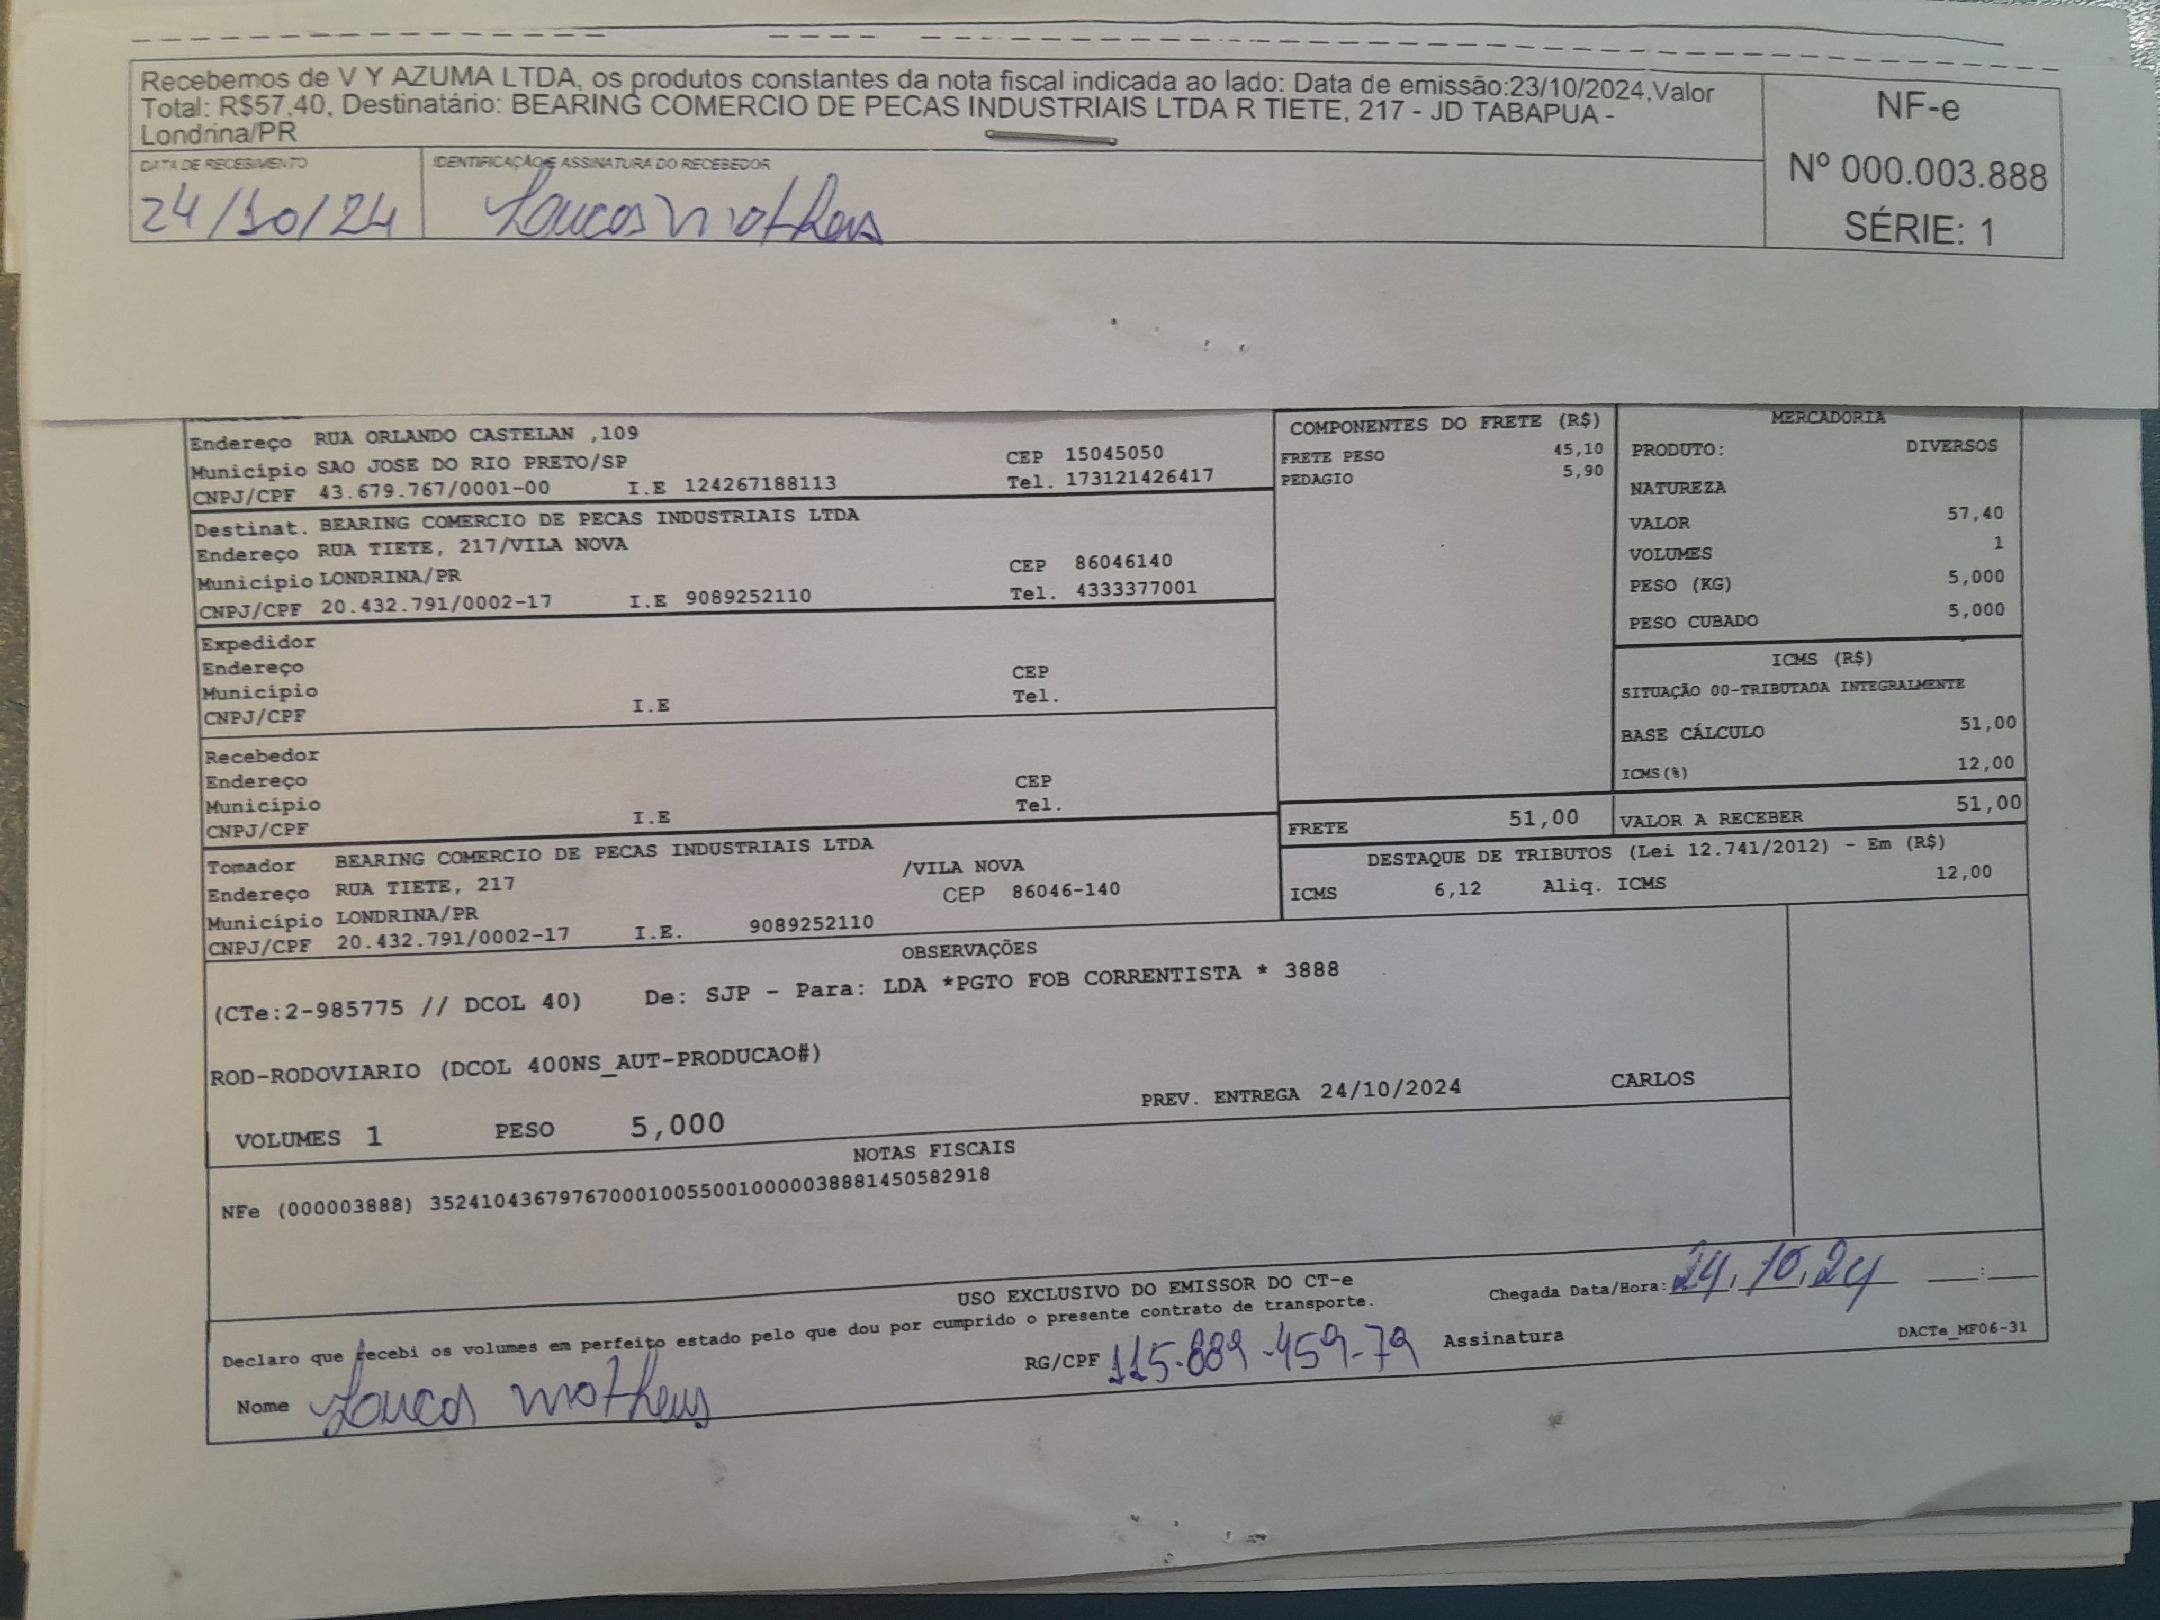 Recebemos de V Y AZUMA LTDA, os produtos constantes da nota fiscal indicada ao lado: Data de emissão:23/10/2024,Valor
Total: R$57,40, Destinatário: BEARING COMERCIO DE PECAS INDUSTRIAIS LTDA R TIETE, 217 - JD TABAPUA -
Londrina/PR
NF-e
Nº 000.003.888
SÉRIE: 1
DATA DE RECEBIMENTO
24/10/24
IDENTIFICAÇÃO E ASSINATURA DO RECEBEDOR
Loucas matheus
Endereço RUA ORLANDO CASTELAN ,109
Município SAO JOSE DO RIO PRETO/SP CEP 15045050
CNPJ/CPF 43.679.767/0001-00 I.E 124267188113 Tel. 173121426417
Destinat. BEARING COMERCIO DE PECAS INDUSTRIAIS LTDA
Endereço RUA TIETE, 217/VILA NOVA
Município LONDRINA/PR CEP 86046140
CNPJ/CPF 20.432.791/0002-17 I.E 9089252110 Tel. 4333377001
Expedidor
Endereço
Município CEP
CNPJ/CPF I.E Tel.
Recebedor
Endereço
Município CEP
CNPJ/CPF I.E Tel.
Tomador BEARING COMERCIO DE PECAS INDUSTRIAIS LTDA
Endereço RUA TIETE, 217 /VILA NOVA
Município LONDRINA/PR CEP 86046-140
CNPJ/CPF 20.432.791/0002-17 I.E. 9089252110
COMPONENTES DO FRETE (R$)
FRETE PESO 45,10
PEDAGIO 5,90
FRETE 51,00
MERCADORIA
PRODUTO: DIVERSOS
NATUREZA
VALOR 57,40
VOLUMES 1
PESO (KG) 5,000
PESO CUBADO 5,000
ICMS (R$)
SITUAÇÃO 00-TRIBUTADA INTEGRALMENTE
BASE CÁLCULO 51,00
ICMS(%) 12,00
VALOR A RECEBER 51,00
DESTAQUE DE TRIBUTOS (Lei 12.741/2012) - Em (R$)
ICMS 6,12 Aliq. ICMS 12,00
OBSERVAÇÕES
(CTe:2-985775 // DCOL 40) De: SJP - Para: LDA *PGTO FOB CORRENTISTA * 3888
ROD-RODOVIARIO (DCOL 400NS_AUT-PRODUCAO#)
VOLUMES 1 PESO 5,000 PREV. ENTREGA 24/10/2024 CARLOS
NOTAS FISCAIS
NFe (000003888) 35241043679767000100550010000038881450582918
USO EXCLUSIVO DO EMISSOR DO CT-e
Declaro que recebi os volumes em perfeito estado pelo que dou por cumprido o presente contrato de transporte.
Chegada Data/Hora: 24.10.24 __:__
Nome Loucas matheus RG/CPF 115.889-459-79 Assinatura
DACTe_MF06-31